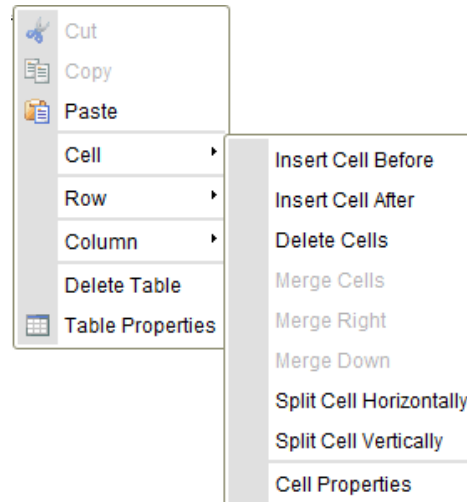 Cut
Copy
Paste
Cell
Row
Column
Delete Table
Table Properties
Insert Cell Before
Insert Cell After
Delete Cells
Merge Cells
Merge Right
Merge Down
Split Cell Horizontally
Split Cell Vertically
Cell Properties